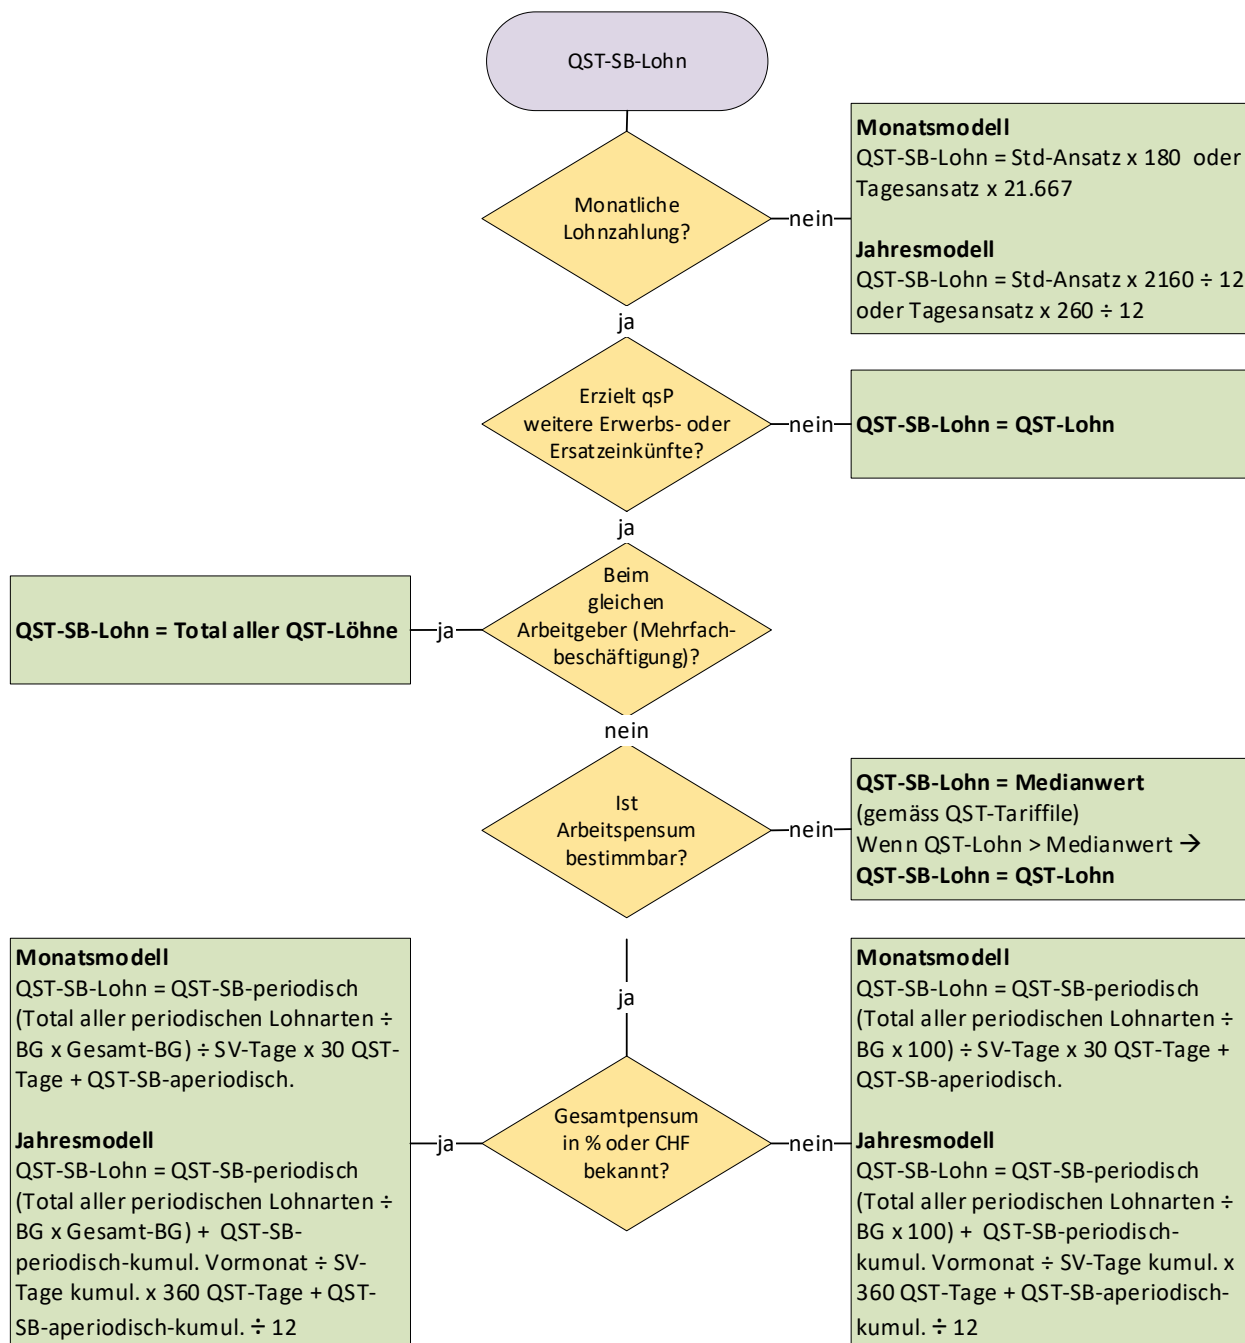 QST-SB-Lohn
Monatliche
Lohnzahlung?
nein
Monatsmodell
QST-SB-Lohn = Std-Ansatz x 180 oder
Tagesansatz x 21.667
Jahresmodell
QST-SB-Lohn = Std-Ansatz x 2160 ÷ 12
oder Tagesansatz x 260 ÷ 12
ja
Erzielt qsP
weitere Erwerbs- oder
Ersatzeinkünfte?
nein
QST-SB-Lohn = QST-Lohn
ja
Beim
gleichen
Arbeitgeber (Mehrfach-
beschäftigung)?
ja
QST-SB-Lohn = Total aller QST-Löhne
nein
Ist
Arbeitspensum
bestimmbar?
nein
QST-SB-Lohn = Medianwert
(gemäss QST-Tariffile)
Wenn QST-Lohn > Medianwert →
QST-SB-Lohn = QST-Lohn
ja
Gesamtpensum
in % oder CHF
bekannt?
ja
Monatsmodell
QST-SB-Lohn = QST-SB-periodisch
(Total aller periodischen Lohnarten ÷
BG x Gesamt-BG) ÷ SV-Tage x 30 QST-
Tage + QST-SB-aperiodisch.
Jahresmodell
QST-SB-Lohn = QST-SB-periodisch
(Total aller periodischen Lohnarten ÷
BG x Gesamt-BG) + QST-SB-
periodisch-kumul. Vormonat ÷ SV-
Tage kumul. x 360 QST-Tage + QST-
SB-aperiodisch-kumul. ÷ 12
nein
Monatsmodell
QST-SB-Lohn = QST-SB-periodisch
(Total aller periodischen Lohnarten ÷
BG x 100) ÷ SV-Tage x 30 QST-Tage +
QST-SB-aperiodisch.
Jahresmodell
QST-SB-Lohn = QST-SB-periodisch
(Total aller periodischen Lohnarten ÷
BG x 100) + QST-SB-periodisch-
kumul. Vormonat ÷ SV-Tage kumul. x
360 QST-Tage + QST-SB-aperiodisch-
kumul. ÷ 12